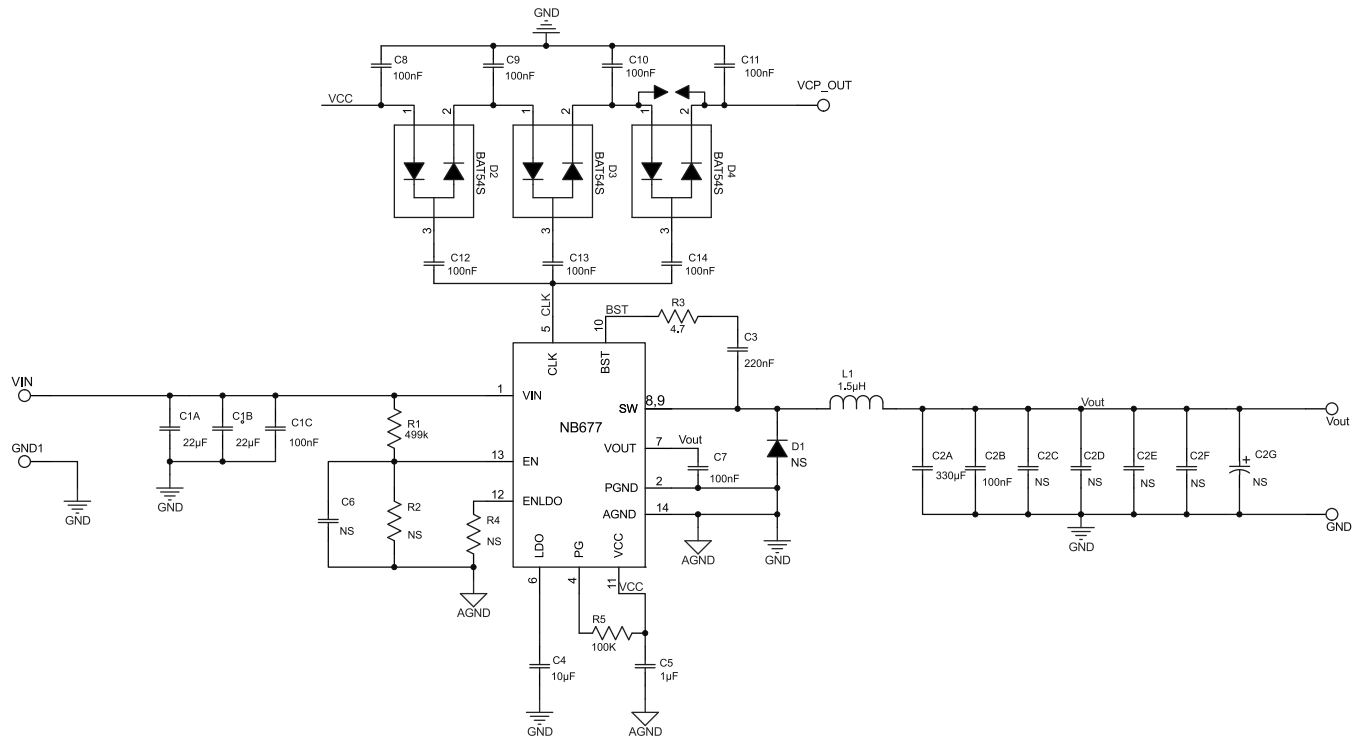 GND
C8
100nF
C9
100nF
C10
100nF
C11
100nF
VCP_OUT
VCC
1
2
1
2
1
2
D2
BAT54S
D3
BAT54S
D4
BAT54S
3
3
3
C12
100nF
C13
100nF
C14
100nF
CLK
5
BST
10
R3
4.7
C3
220nF
CLK
BST
VIN
1
VIN
C1A
22µF
C1B
22µF
C1C
100nF
R1
499k
GND1
GND
GND
NB677
SW
8,9
L1
1.5µH
Vout
Vout
13
EN
VOUT
7
Vout
C7
100nF
D1
NS
PGND
2
12
ENLDO
AGND
14
C6
NS
R2
NS
R4
NS
AGND
LDO
PG
VCC
6
4
11
VCC
AGND
GND
C2A
330µF
C2B
100nF
C2C
NS
C2D
NS
C2E
NS
C2F
NS
+
C2G
NS
GND
GND
R5
100K
C4
10µF
C5
1µF
GND
AGND